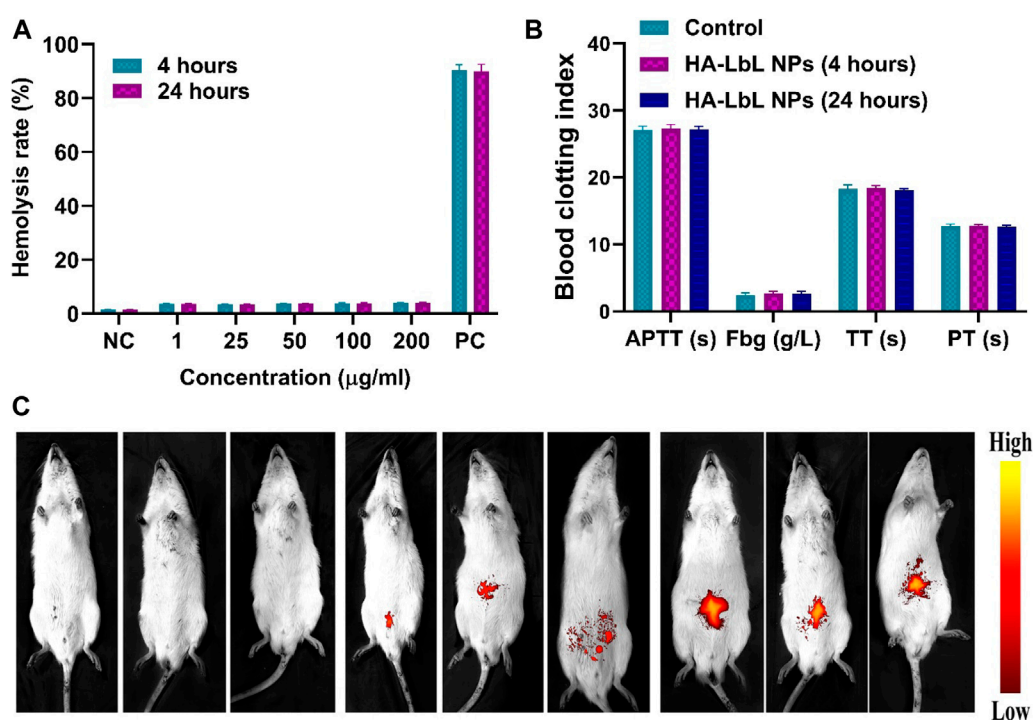 A
100
80
60
40
20
0
Hemolysis rate (%)
4 hours
24 hours
NC 1 25 50 100 200 PC
Concentration (μg/ml)
B
40
30
20
10
0
Blood clotting index
Control
HA-LbL NPs (4 hours)
HA-LbL NPs (24 hours)
APTT (s) Fbg (g/L) TT (s) PT (s)
C
High
Low